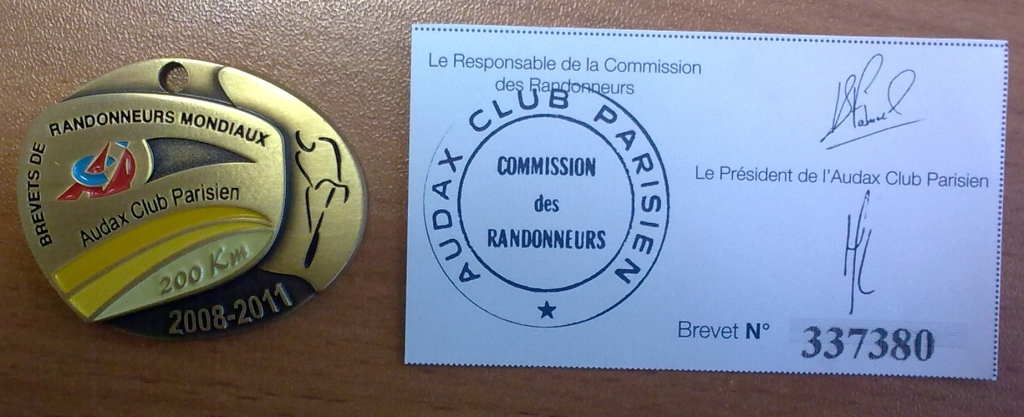 BREVETS DE RANDONNEURS MONDIAUX
Audax Club Parisien
200 Km
2008-2011
Le Responsable de la Commission
des Randonneurs
AUDAX CLUB PARISIEN
COMMISSION
des
RANDONNEURS
Le Président de l'Audax Club Parisien
Brevet N° 337380